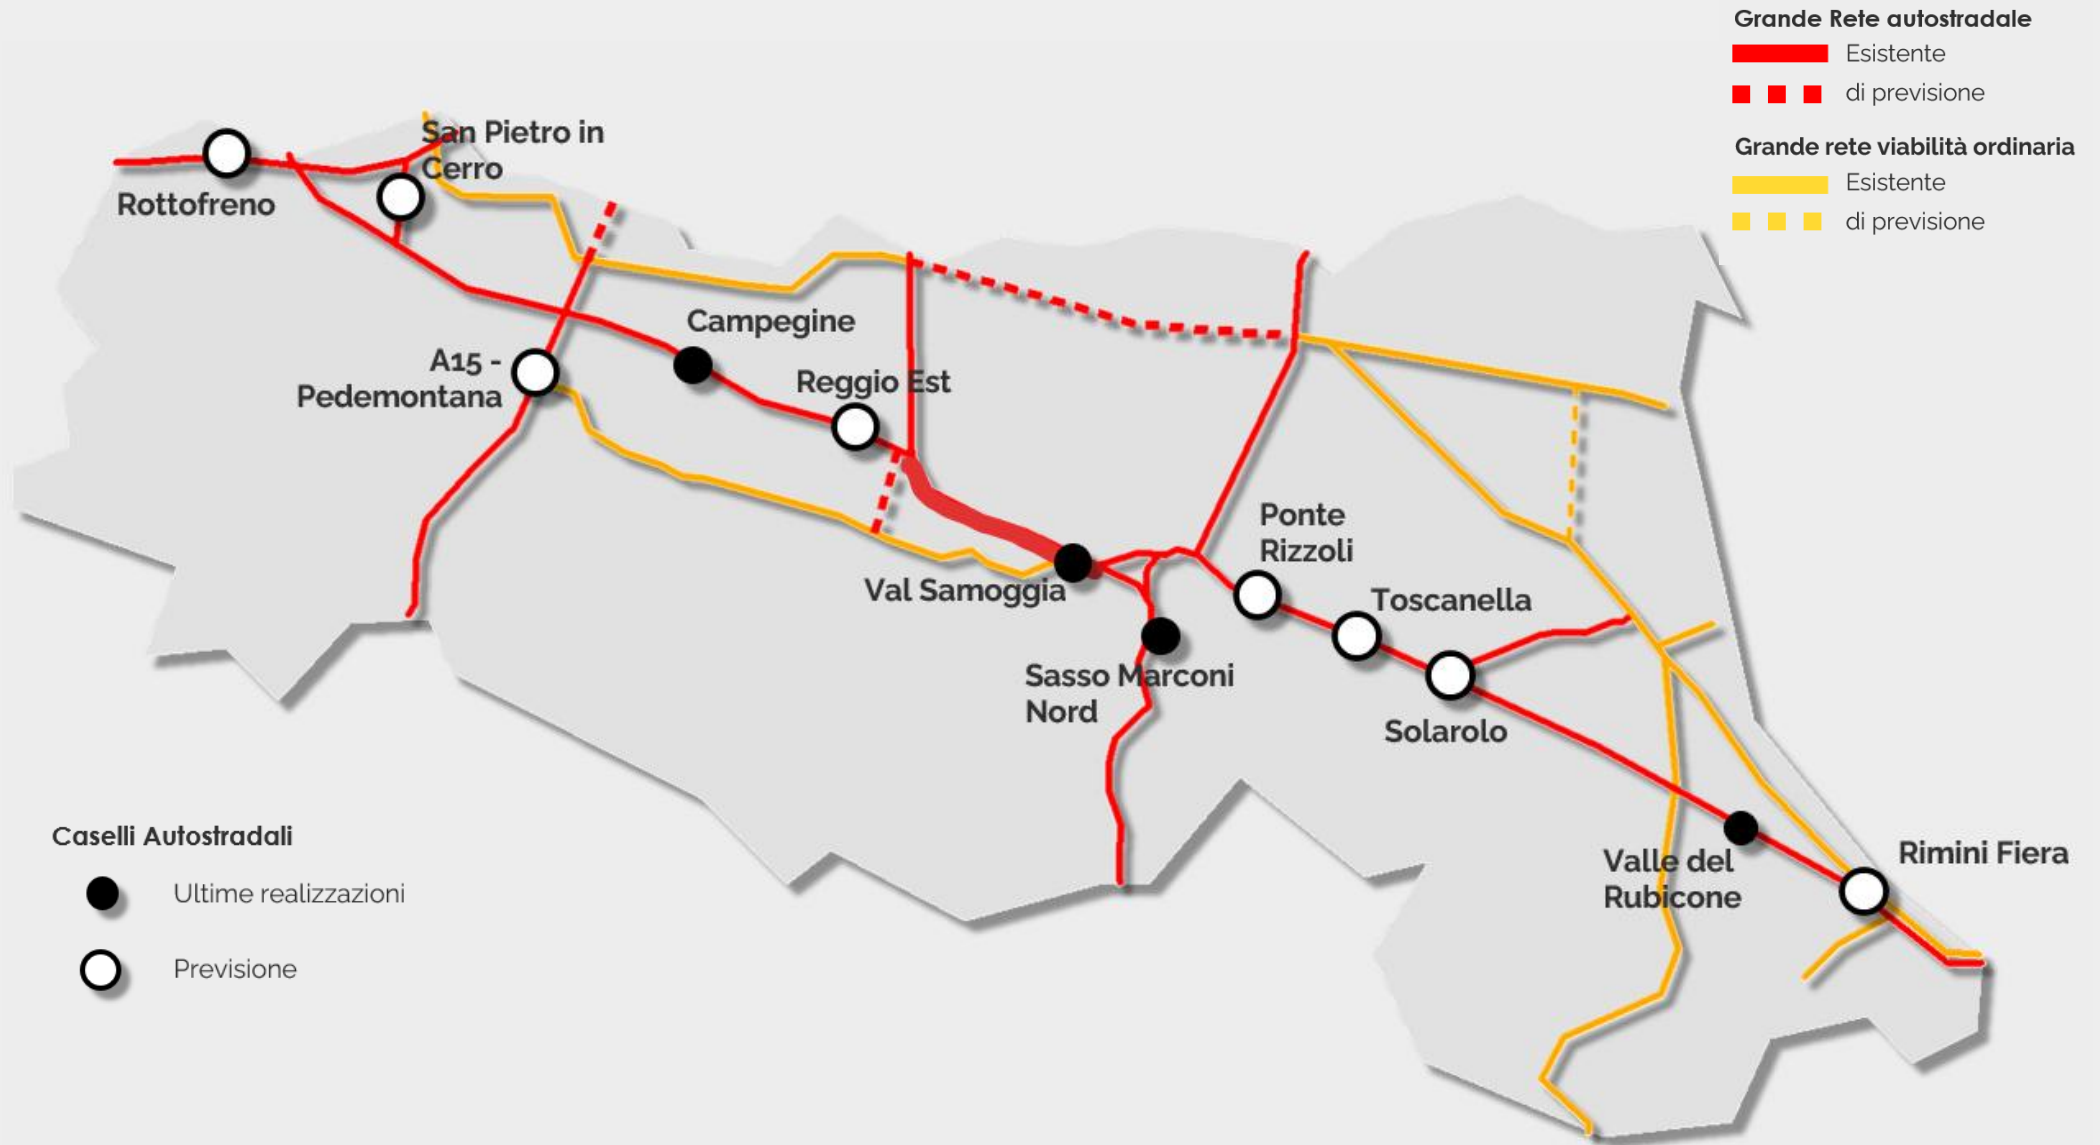 Grande Rete autostradale
Esistente
di previsione
Grande rete viabilità ordinaria
Esistente
di previsione
San Pietro in
Cerro
Rottofreno
Campegine
A15 -
Pedemontana
Reggio Est
Ponte
Rizzoli
Val Samoggia
Toscanella
Sasso Marconi
Nord
Solarolo
Valle del
Rubicone
Rimini Fiera
Caselli Autostradali
Ultime realizzazioni
Previsione